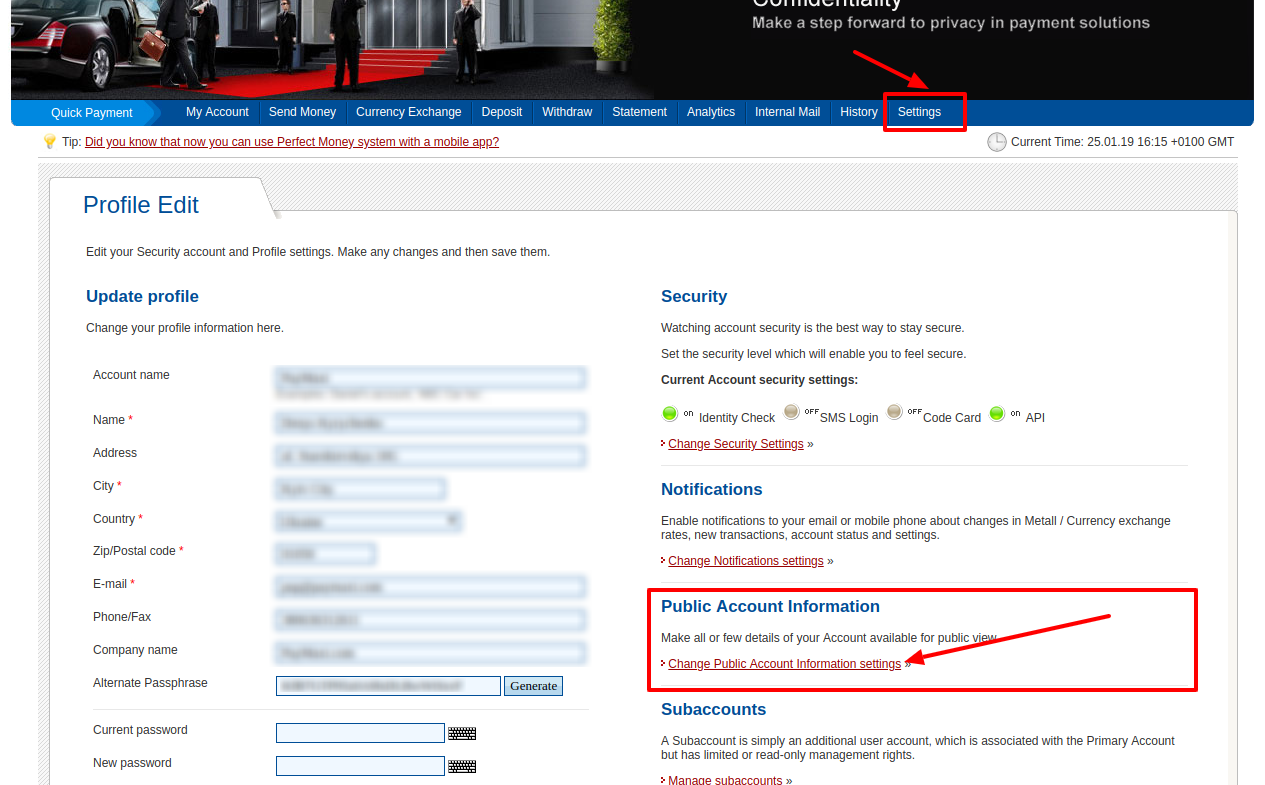 Confidentiality
Make a step forward to privacy in payment solutions
Quick Payment My Account Send Money Currency Exchange Deposit Withdraw Statement Analytics Internal Mail History Settings
Tip: Did you know that now you can use Perfect Money system with a mobile app?
Current Time: 25.01.19 16:15 +0100 GMT
Profile Edit
Edit your Security account and Profile settings. Make any changes and then save them.
Update profile
Change your profile information here.
Account name
Name *
Address
City *
Country *
Zip/Postal code *
E-mail *
Phone/Fax
Company name
Alternate Passphrase
Generate
Current password
New password
Security
Watching account security is the best way to stay secure.
Set the security level which will enable you to feel secure.
Current Account security settings:
on Identity Check OFF SMS Login OFF Code Card on API
Change Security Settings »
Notifications
Enable notifications to your email or mobile phone about changes in Metall / Currency exchange
rates, new transactions, account status and settings.
Change Notifications settings »
Public Account Information
Make all or few details of your Account available for public view.
Change Public Account Information settings »
Subaccounts
A Subaccount is simply an additional user account, which is associated with the Primary Account
but has limited or read-only management rights.
Manage subaccounts »